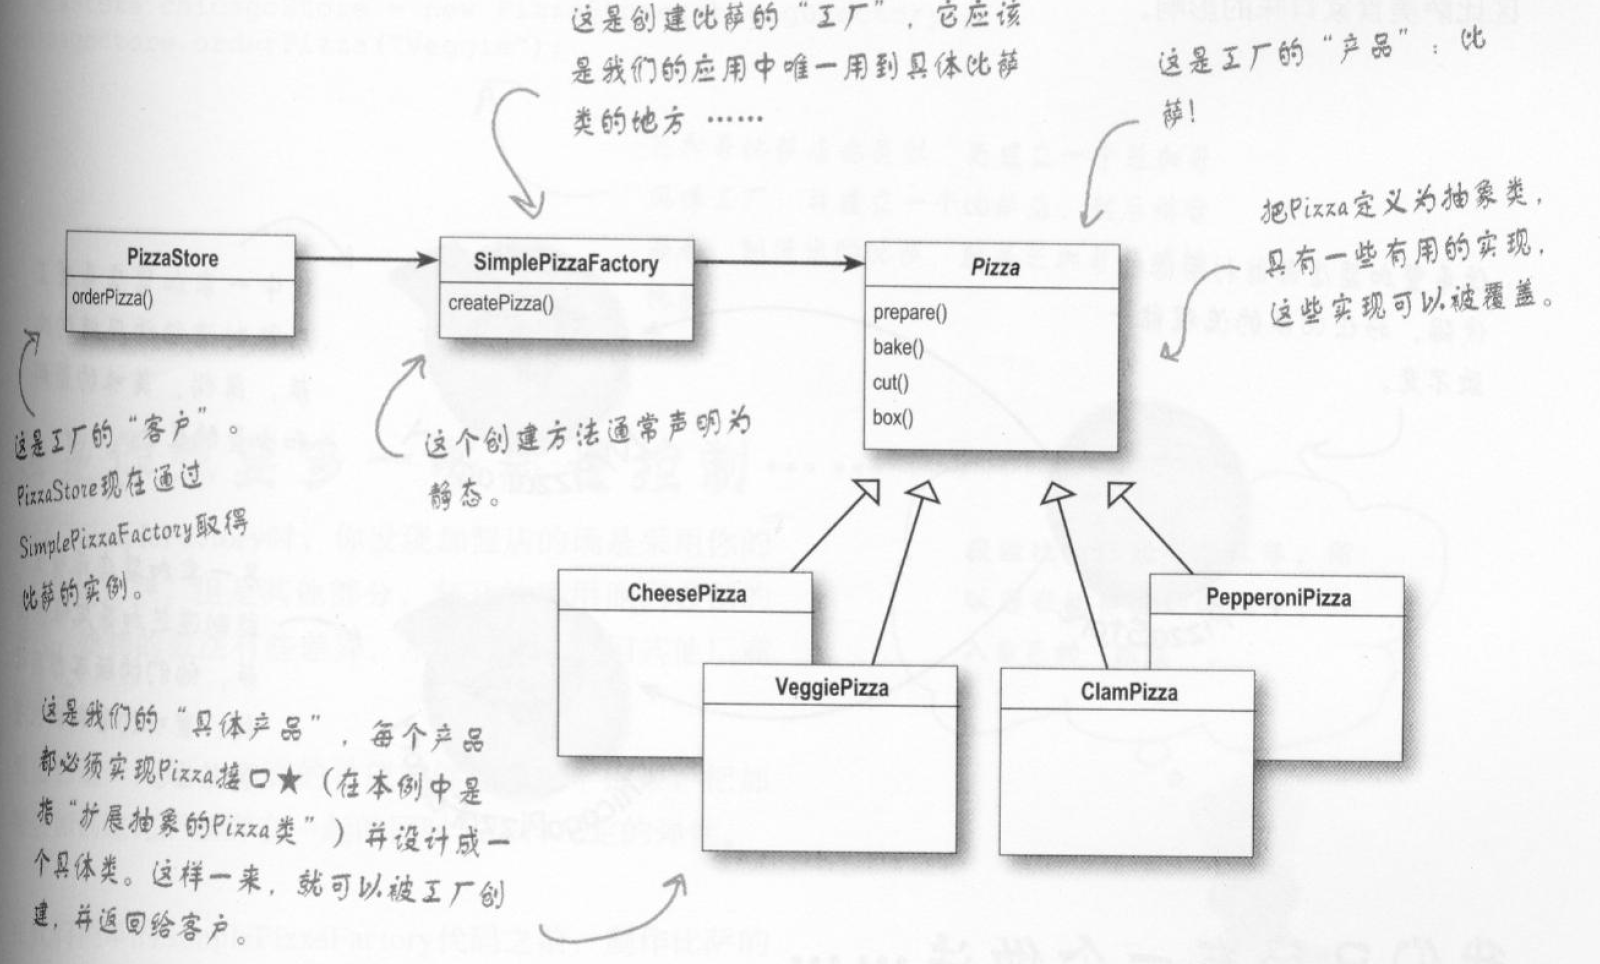 这是创建比萨的“工厂”，它应该
是我们的应用中唯一用到具体比萨
类的地方 ……
这是工厂的“产品”：比
萨！
把Pizza定义为抽象类，
具有一些有用的实现，
这些实现可以被覆盖。
PizzaStore
orderPizza()
SimplePizzaFactory
createPizza()
Pizza
prepare()
bake()
cut()
box()
这是工厂的“客户”。
PizzaStore现在通过
SimplePizzaFactory取得
比萨的实例。
这个创建方法通常声明为
静态。
CheesePizza
VeggiePizza
ClamPizza
PepperoniPizza
这是我们的“具体产品”，每个产品
都必须实现Pizza接口★（在本例中是
指“扩展抽象的Pizza类”）并设计成一
个具体类。这样一来，就可以被工厂创
建，并返回给客户。